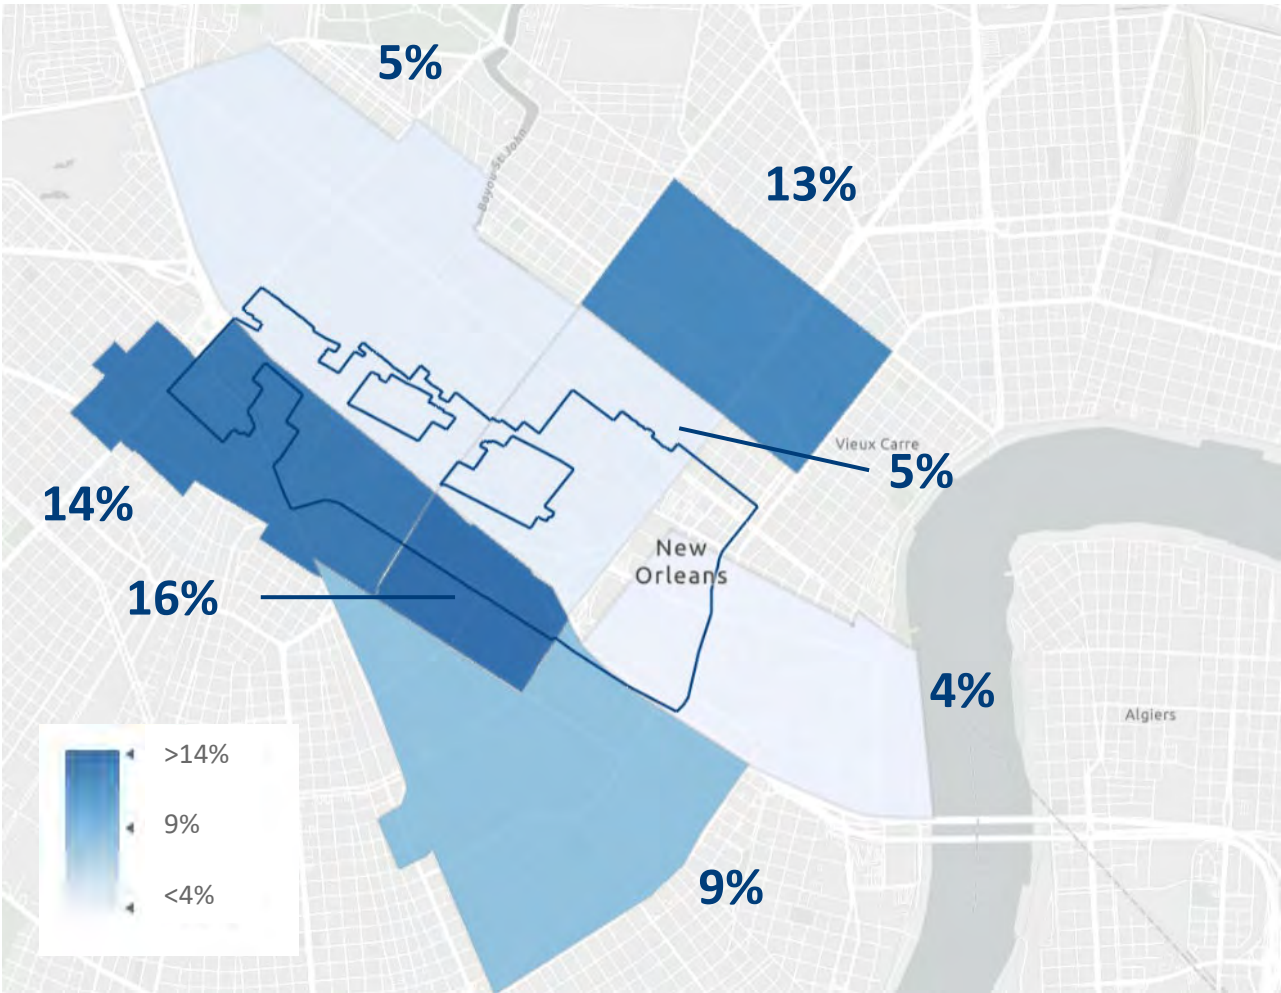 5%
Bayou St John
13%
Vieux Carre
5%
14%
New
Orleans
16%
4%
Algiers
>14%
9%
<4%
9%